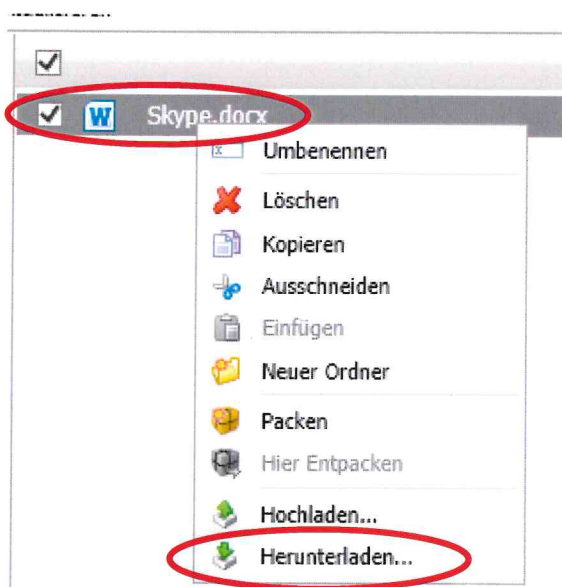 Skype.docx
Umbenennen
Löschen
Kopieren
Ausschneiden
Einfügen
Neuer Ordner
Packen
Hier Entpacken
Hochladen...
Herunterladen...